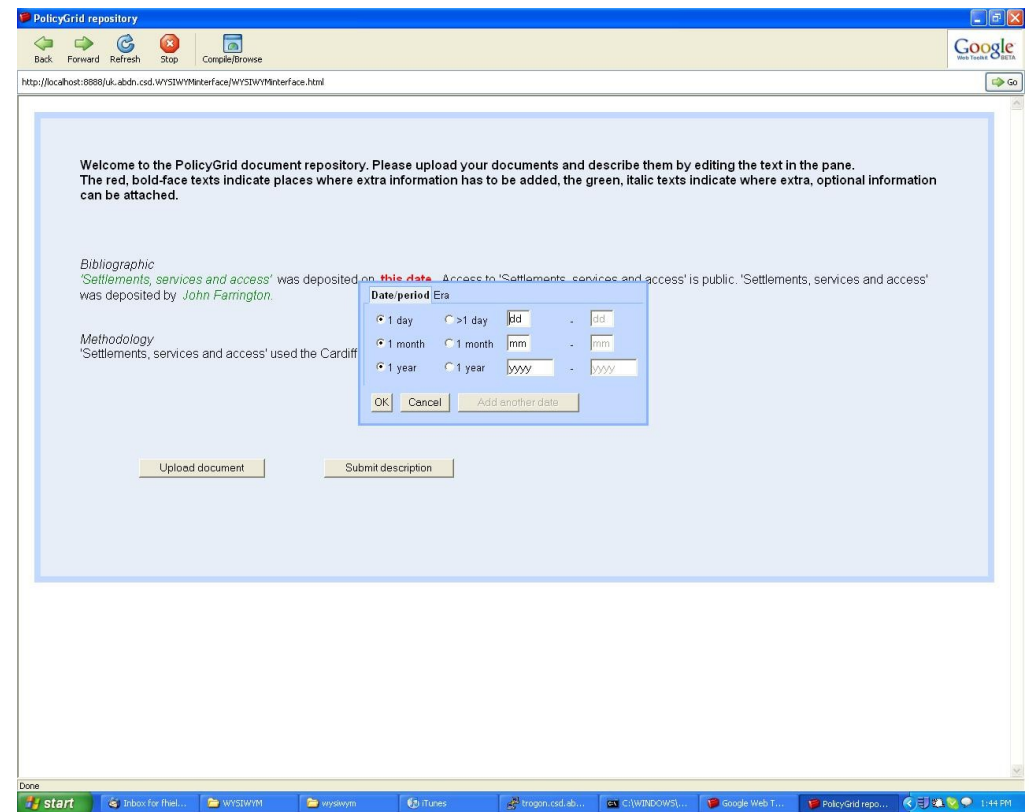 PolicyGrid repository
Back Forward Refresh Stop Compile/Browse
Google
Web Toolkit BETA
http://localhost:8888/uk.abdn.csd.WYSIWYMinterface/WYSIWYMinterface.html
Go
Welcome to the PolicyGrid document repository. Please upload your documents and describe them by editing the text in the pane.
The red, bold-face texts indicate places where extra information has to be added, the green, italic texts indicate where extra, optional information
can be attached.
Bibliographic
'Settlements, services and access' was deposited on this date. Access to 'Settlements, services and access' is public. 'Settlements, services and access'
was deposited by John Farrington.
Date/period Era
1 day >1 day dd - dd
Methodology
'Settlements, services and access' used the Cardiff
1 month 1 month mm - mm
1 year 1 year yyyy - yyyy
OK Cancel Add another date
Upload document Submit description
Done
start Inbox for fhiel... WYSIWYM wysiwym iTunes trogon.csd.ab... C:\WINDOWS\... Google Web T... PolicyGrid repo... 1:44 PM